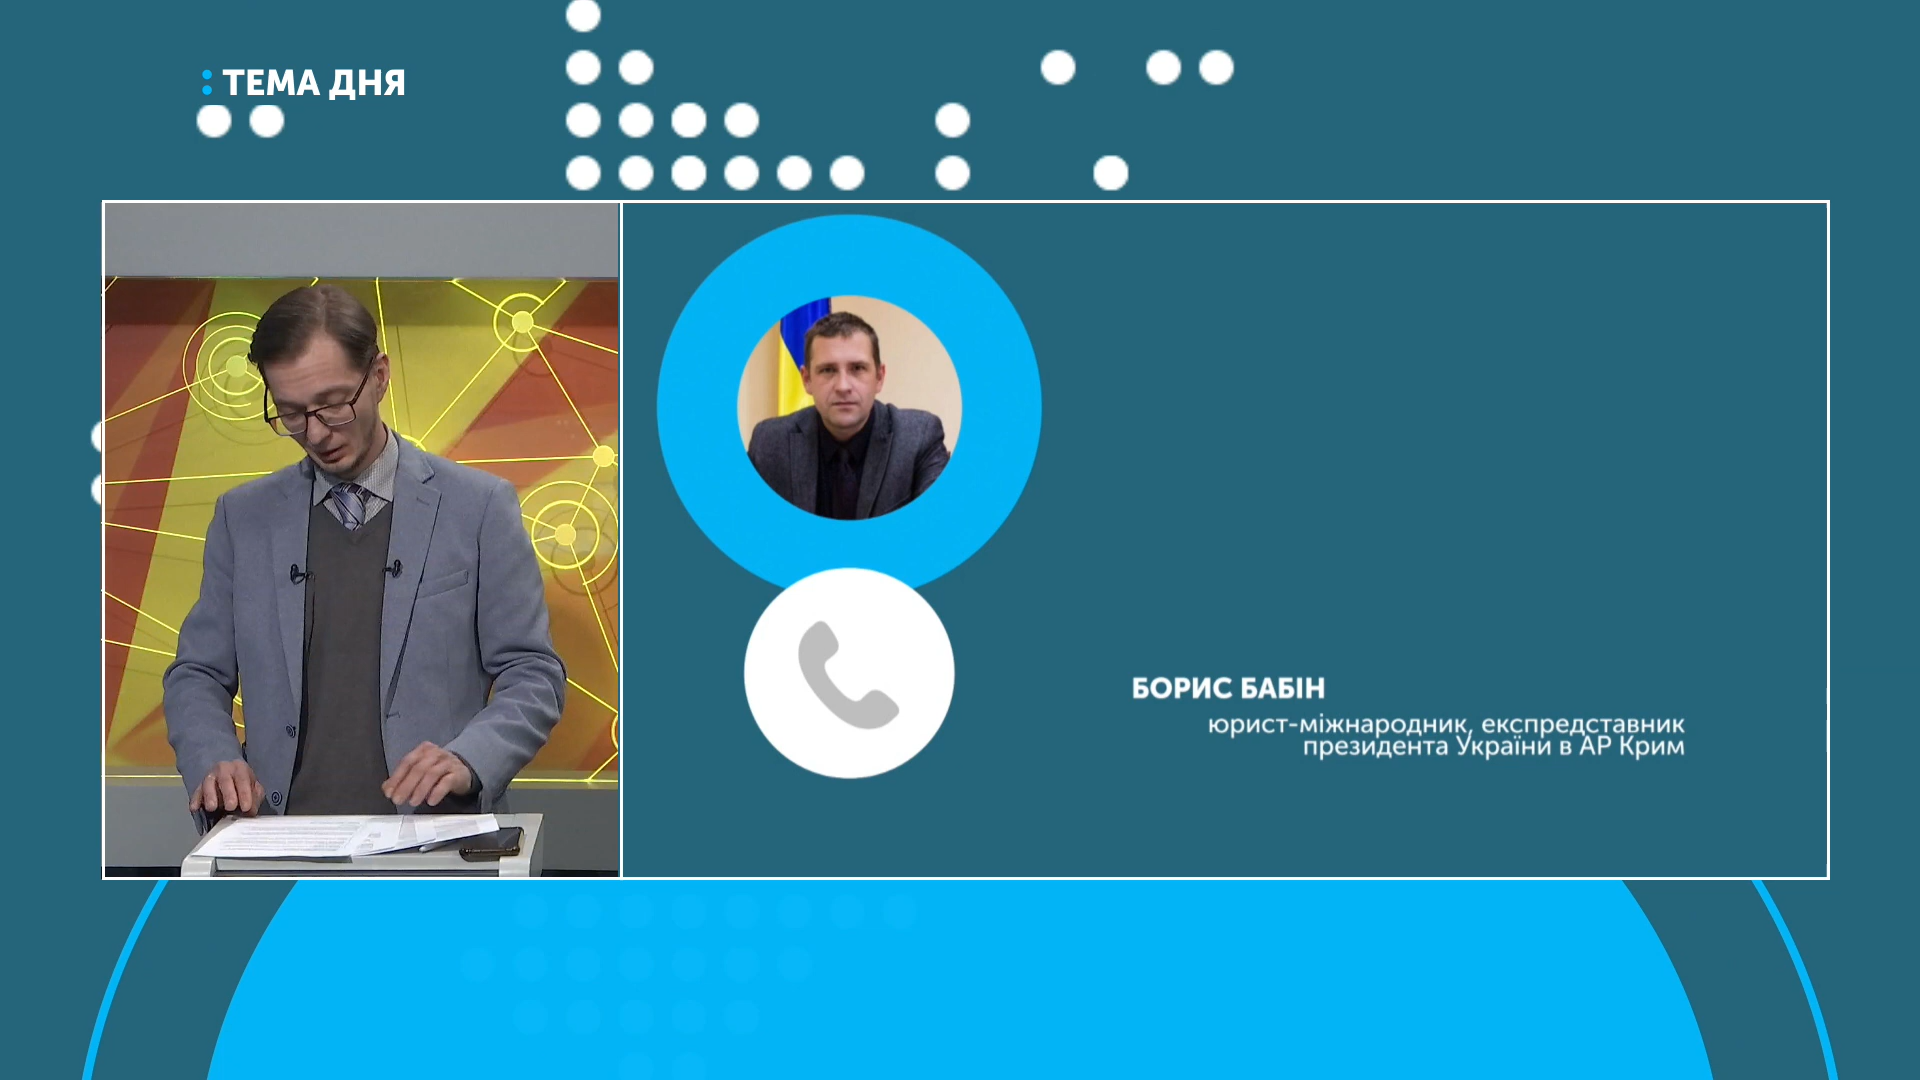 : ТЕМА ДНЯ
БОРИС БАБІН
юрист-міжнародник, експредставник
президента України в АР Крим